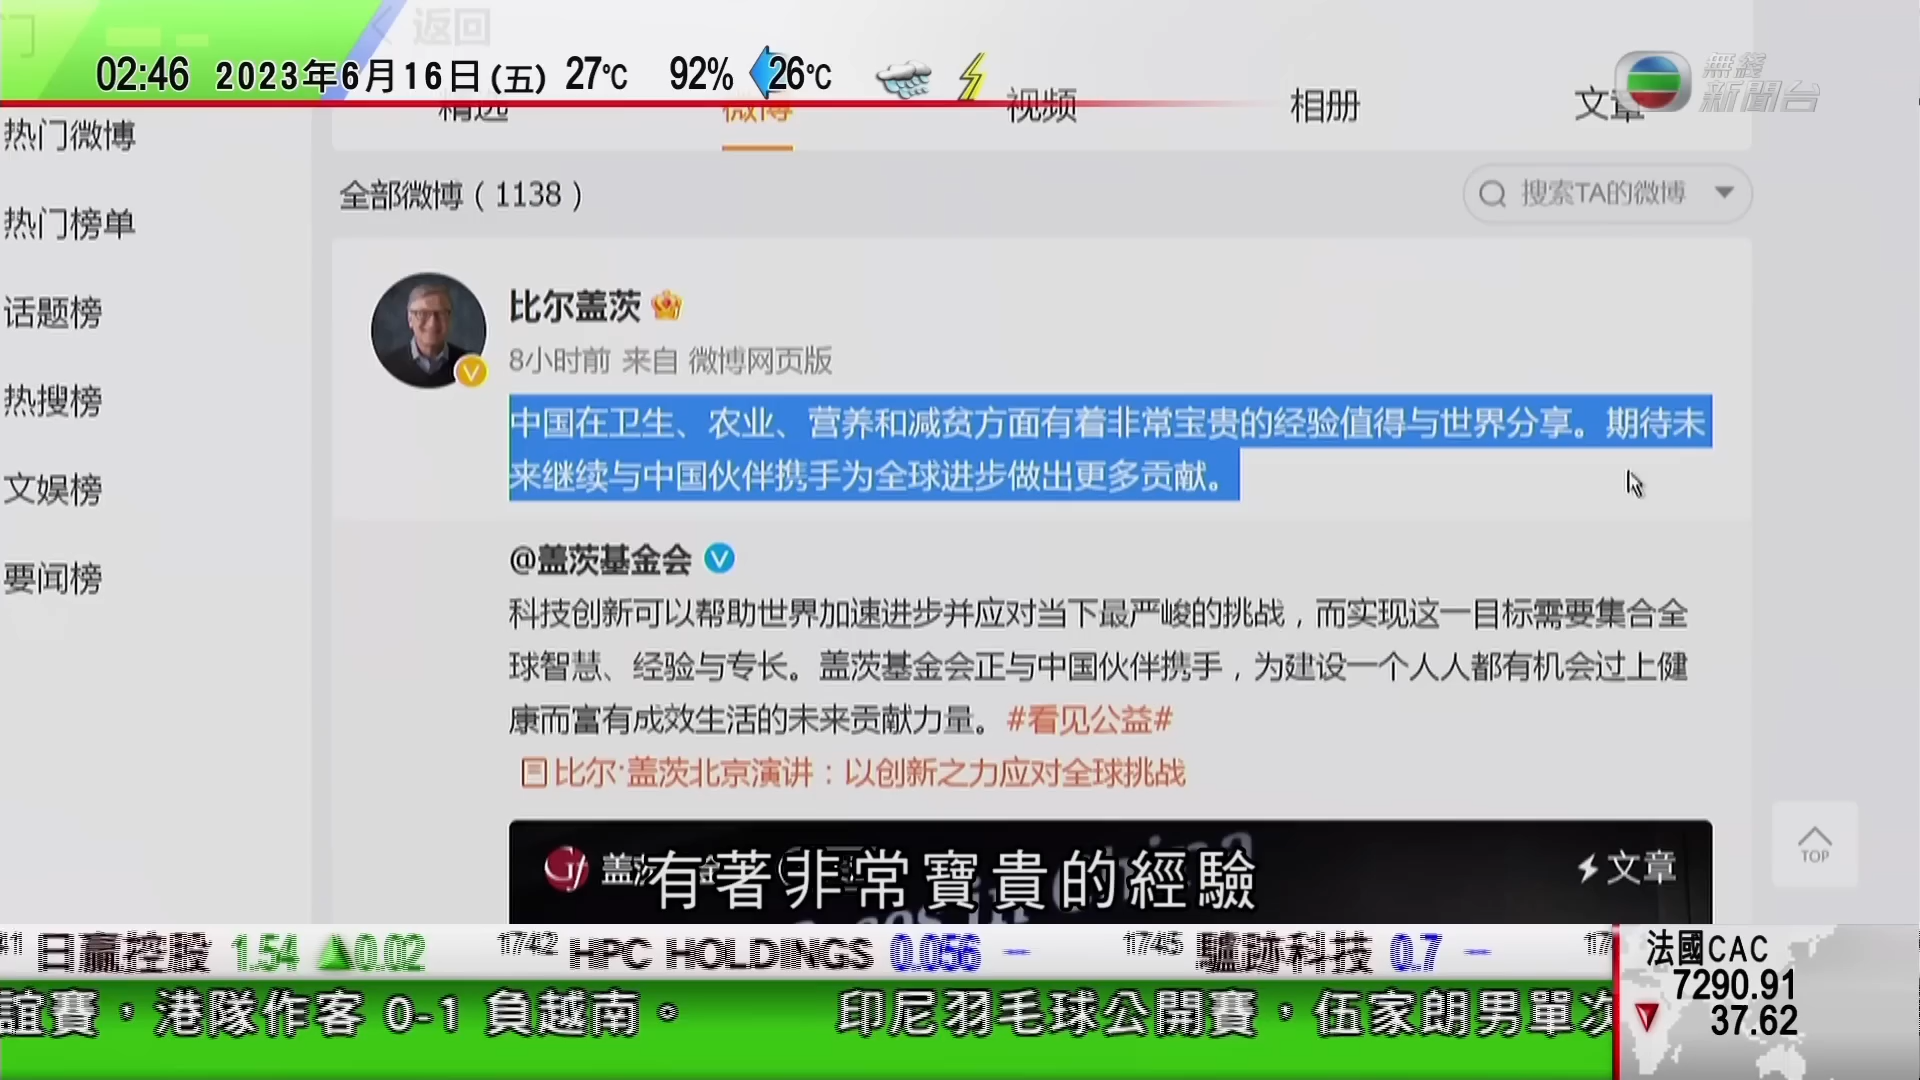 返回
02:46 2023年6月16日(五) 27℃ 92% 26℃
無綫新聞台
精选 微博 视频 相册 文章
热门微博
热门榜单
话题榜
热搜榜
文娱榜
要闻榜
全部微博（1138）
搜索TA的微博
比尔盖茨
8小时前 来自 微博网页版
中国在卫生、农业、营养和减贫方面有着非常宝贵的经验值得与世界分享。期待未
来继续与中国伙伴携手为全球进步做出更多贡献。
@盖茨基金会
科技创新可以帮助世界加速进步并应对当下最严峻的挑战，而实现这一目标需要集合全
球智慧、经验与专长。盖茨基金会正与中国伙伴携手，为建设一个人人都有机会过上健
康而富有成效生活的未来贡献力量。#看见公益#
比尔·盖茨北京演讲：以创新之力应对全球挑战
文章
TOP
有著非常寶貴的經驗
日贏控股 1.54 ▲0.02 1742 HPC HOLDINGS 0.056 － 1745 驢跡科技 0.7 －
誼賽，港隊作客 0-1 負越南。 印尼羽毛球公開賽，伍家朗男單次
法國CAC
7290.91
▼ 37.62